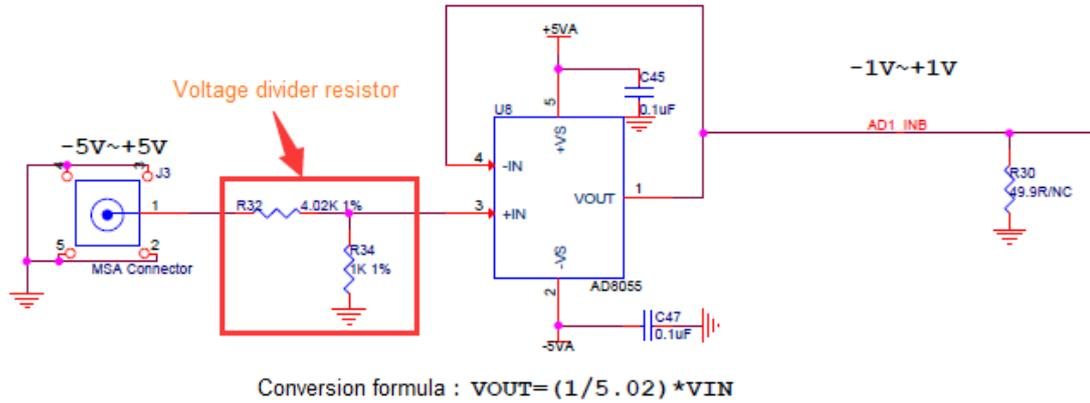 +5VA
-1V~+1V
Voltage divider resistor
C45
0.1uF
U8
5
+VS
AD1_INB
-5V~+5V
4
3
J3
4
-IN
R30
49.9R/NC
VOUT
1
1
R32
4.02K 1%
3
+IN
R34
1K 1%
5
2
MSA Connector
-VS
2
AD8055
C47
0.1uF
-5VA
Conversion formula : VOUT=(1/5.02)*VIN